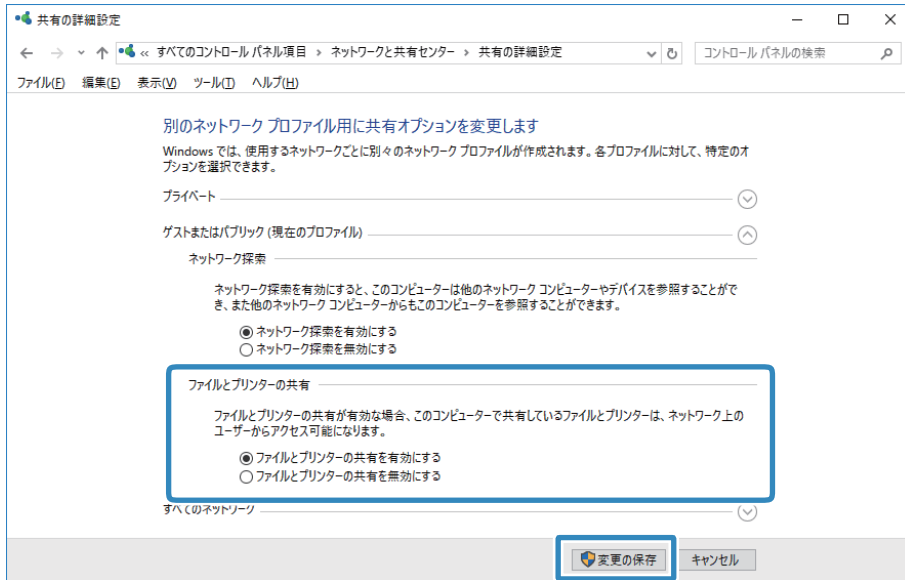 共有の詳細設定
« すべてのコントロール パネル項目 › ネットワークと共有センター › 共有の詳細設定
コントロール パネルの検索
ファイル(F) 編集(E) 表示(V) ツール(T) ヘルプ(H)
別のネットワーク プロファイル用に共有オプションを変更します
Windows では、使用するネットワークごとに別々のネットワーク プロファイルが作成されます。各プロファイルに対して、特定のオ
プションを選択できます。
プライベート
ゲストまたはパブリック (現在のプロファイル)
ネットワーク探索
ネットワーク探索を有効にすると、このコンピューターは他のネットワーク コンピューターやデバイスを参照することがで
き、また他のネットワーク コンピューターからもこのコンピューターを参照することができます。
ネットワーク探索を有効にする
ネットワーク探索を無効にする
ファイルとプリンターの共有
ファイルとプリンターの共有が有効な場合、このコンピューターで共有しているファイルとプリンターは、ネットワーク上の
ユーザーからアクセス可能になります。
ファイルとプリンターの共有を有効にする
ファイルとプリンターの共有を無効にする
すべてのネットワーク
変更の保存 キャンセル